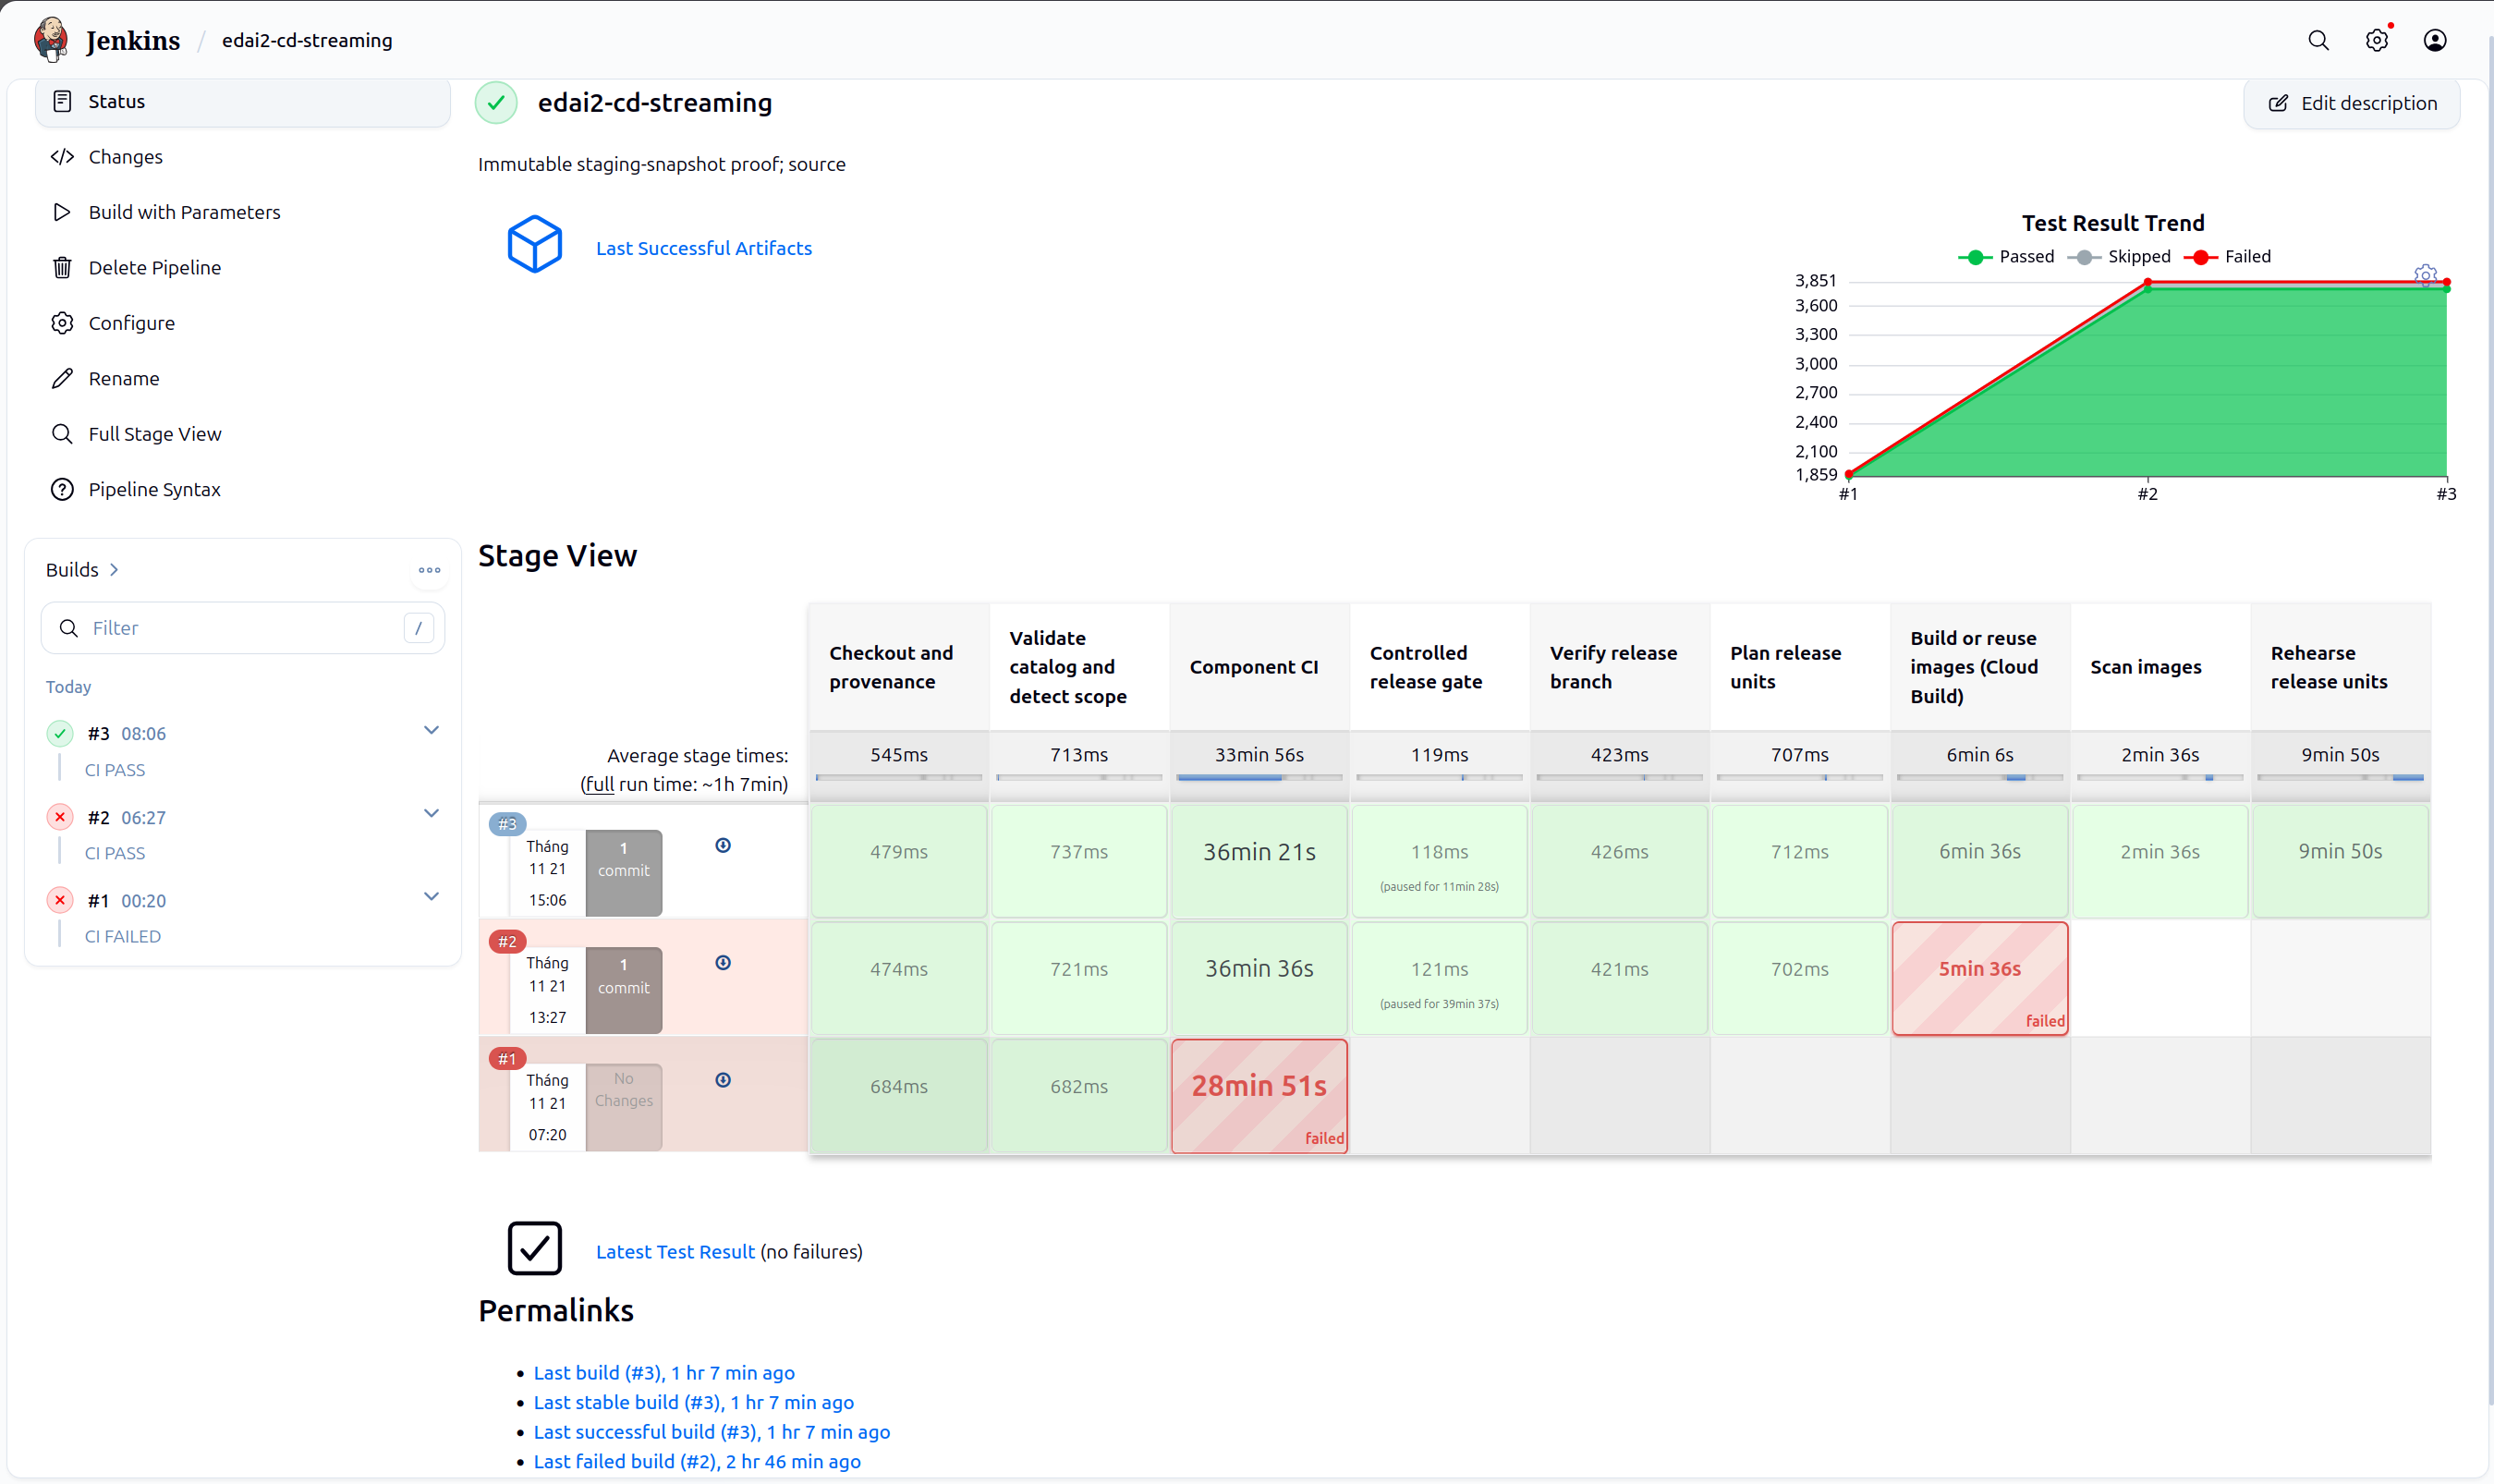 Jenkins / edai2-cd-streaming
Status
Changes
Build with Parameters
Delete Pipeline
Configure
Rename
Full Stage View
Pipeline Syntax
Builds
Filter /
Today
#3 08:06
CI PASS
#2 06:27
CI PASS
#1 00:20
CI FAILED
edai2-cd-streaming
Edit description
Immutable staging-snapshot proof; source
Last Successful Artifacts
Test Result Trend
Passed Skipped Failed
3,851
3,600
3,300
3,000
2,700
2,400
2,100
1,859
#1 #2 #3
Stage View
Checkout and
provenance
Validate
catalog and
detect scope
Component CI
Controlled
release gate
Verify release
branch
Plan release
units
Build or reuse
images (Cloud
Build)
Scan images
Rehearse
release units
Average stage times:
(full run time: ~1h 7min)
545ms 713ms 33min 56s 119ms 423ms 707ms 6min 6s 2min 36s 9min 50s
#3
Tháng
11 21
15:06
1
commit
479ms 737ms 36min 21s 118ms 426ms 712ms 6min 36s 2min 36s 9min 50s
(paused for 11min 28s)
#2
Tháng
11 21
13:27
1
commit
474ms 721ms 36min 36s 121ms 421ms 702ms 5min 36s
(paused for 39min 37s)
failed
#1
Tháng
11 21
07:20
No
Changes
684ms 682ms 28min 51s
failed
Latest Test Result (no failures)
Permalinks
Last build (#3), 1 hr 7 min ago
Last stable build (#3), 1 hr 7 min ago
Last successful build (#3), 1 hr 7 min ago
Last failed build (#2), 2 hr 46 min ago